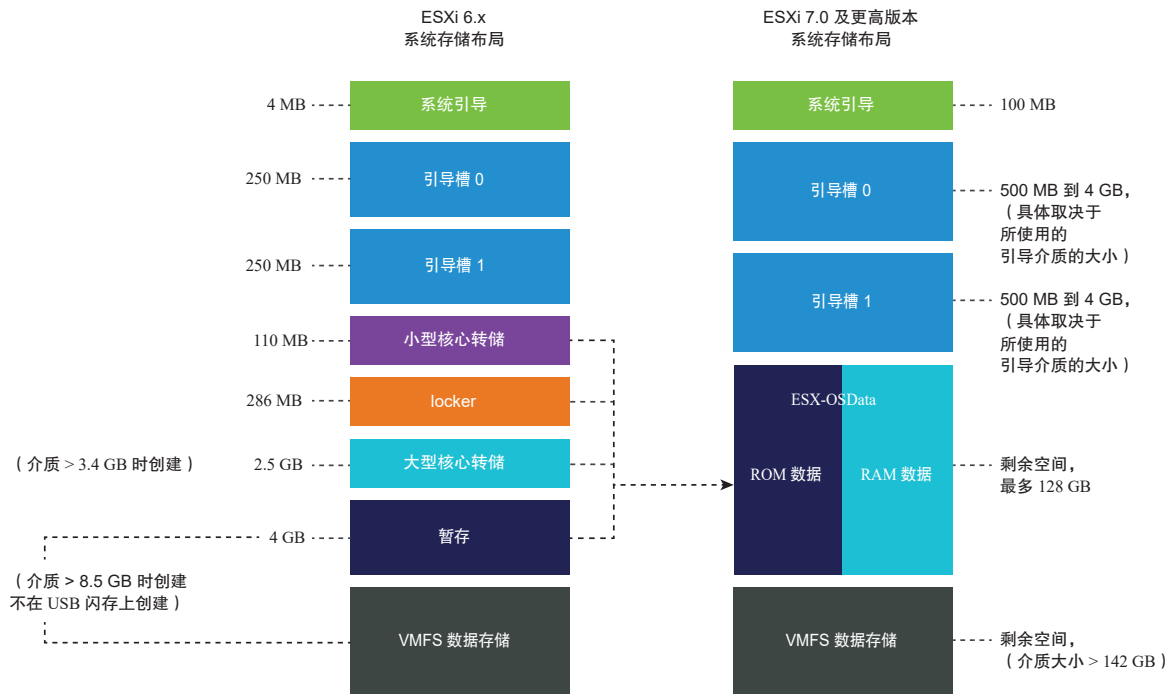 ESXi 6.x
系统存储布局
4 MB
系统引导
250 MB
引导槽 0
250 MB
引导槽 1
110 MB
小型核心转储
286 MB
locker
（介质 > 3.4 GB 时创建）
2.5 GB
大型核心转储
4 GB
暂存
（介质 > 8.5 GB 时创建
不在 USB 闪存上创建）
VMFS 数据存储
ESXi 7.0 及更高版本
系统存储布局
系统引导
100 MB
引导槽 0
500 MB 到 4 GB，
（具体取决于
所使用的
引导介质的大小）
引导槽 1
500 MB 到 4 GB，
（具体取决于
所使用的
引导介质的大小）
ESX-OSData
ROM 数据
RAM 数据
剩余空间，
最多 128 GB
VMFS 数据存储
剩余空间，
（介质大小 > 142 GB）